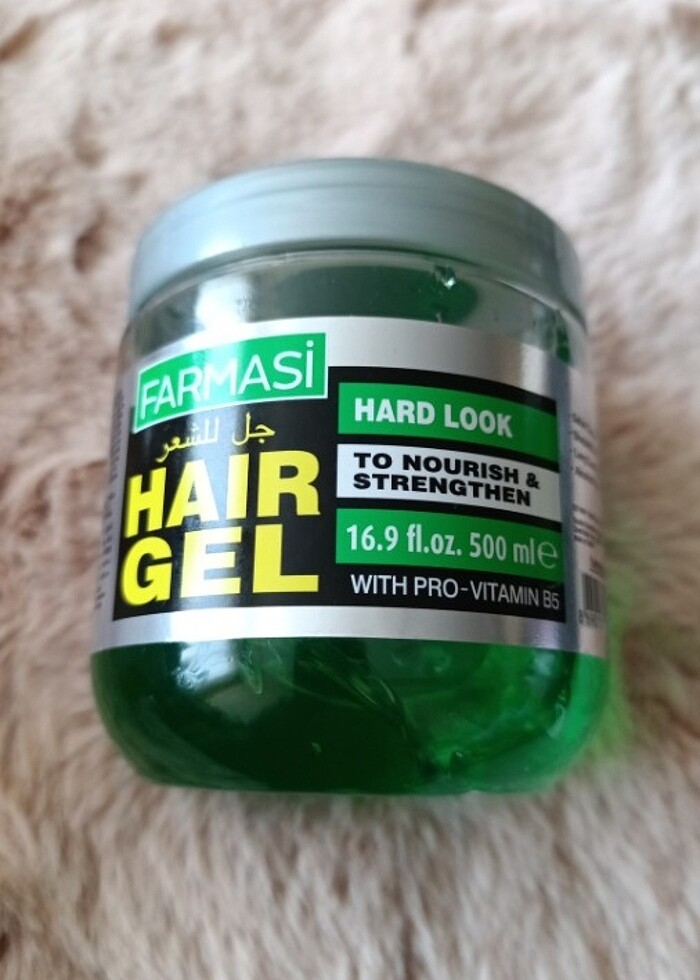 FARMASİ
جل للشعر
HAIR
GEL
HARD LOOK
TO NOURISH &
STRENGTHEN
16.9 fl.oz. 500 ml e
WITH PRO-VITAMIN B5